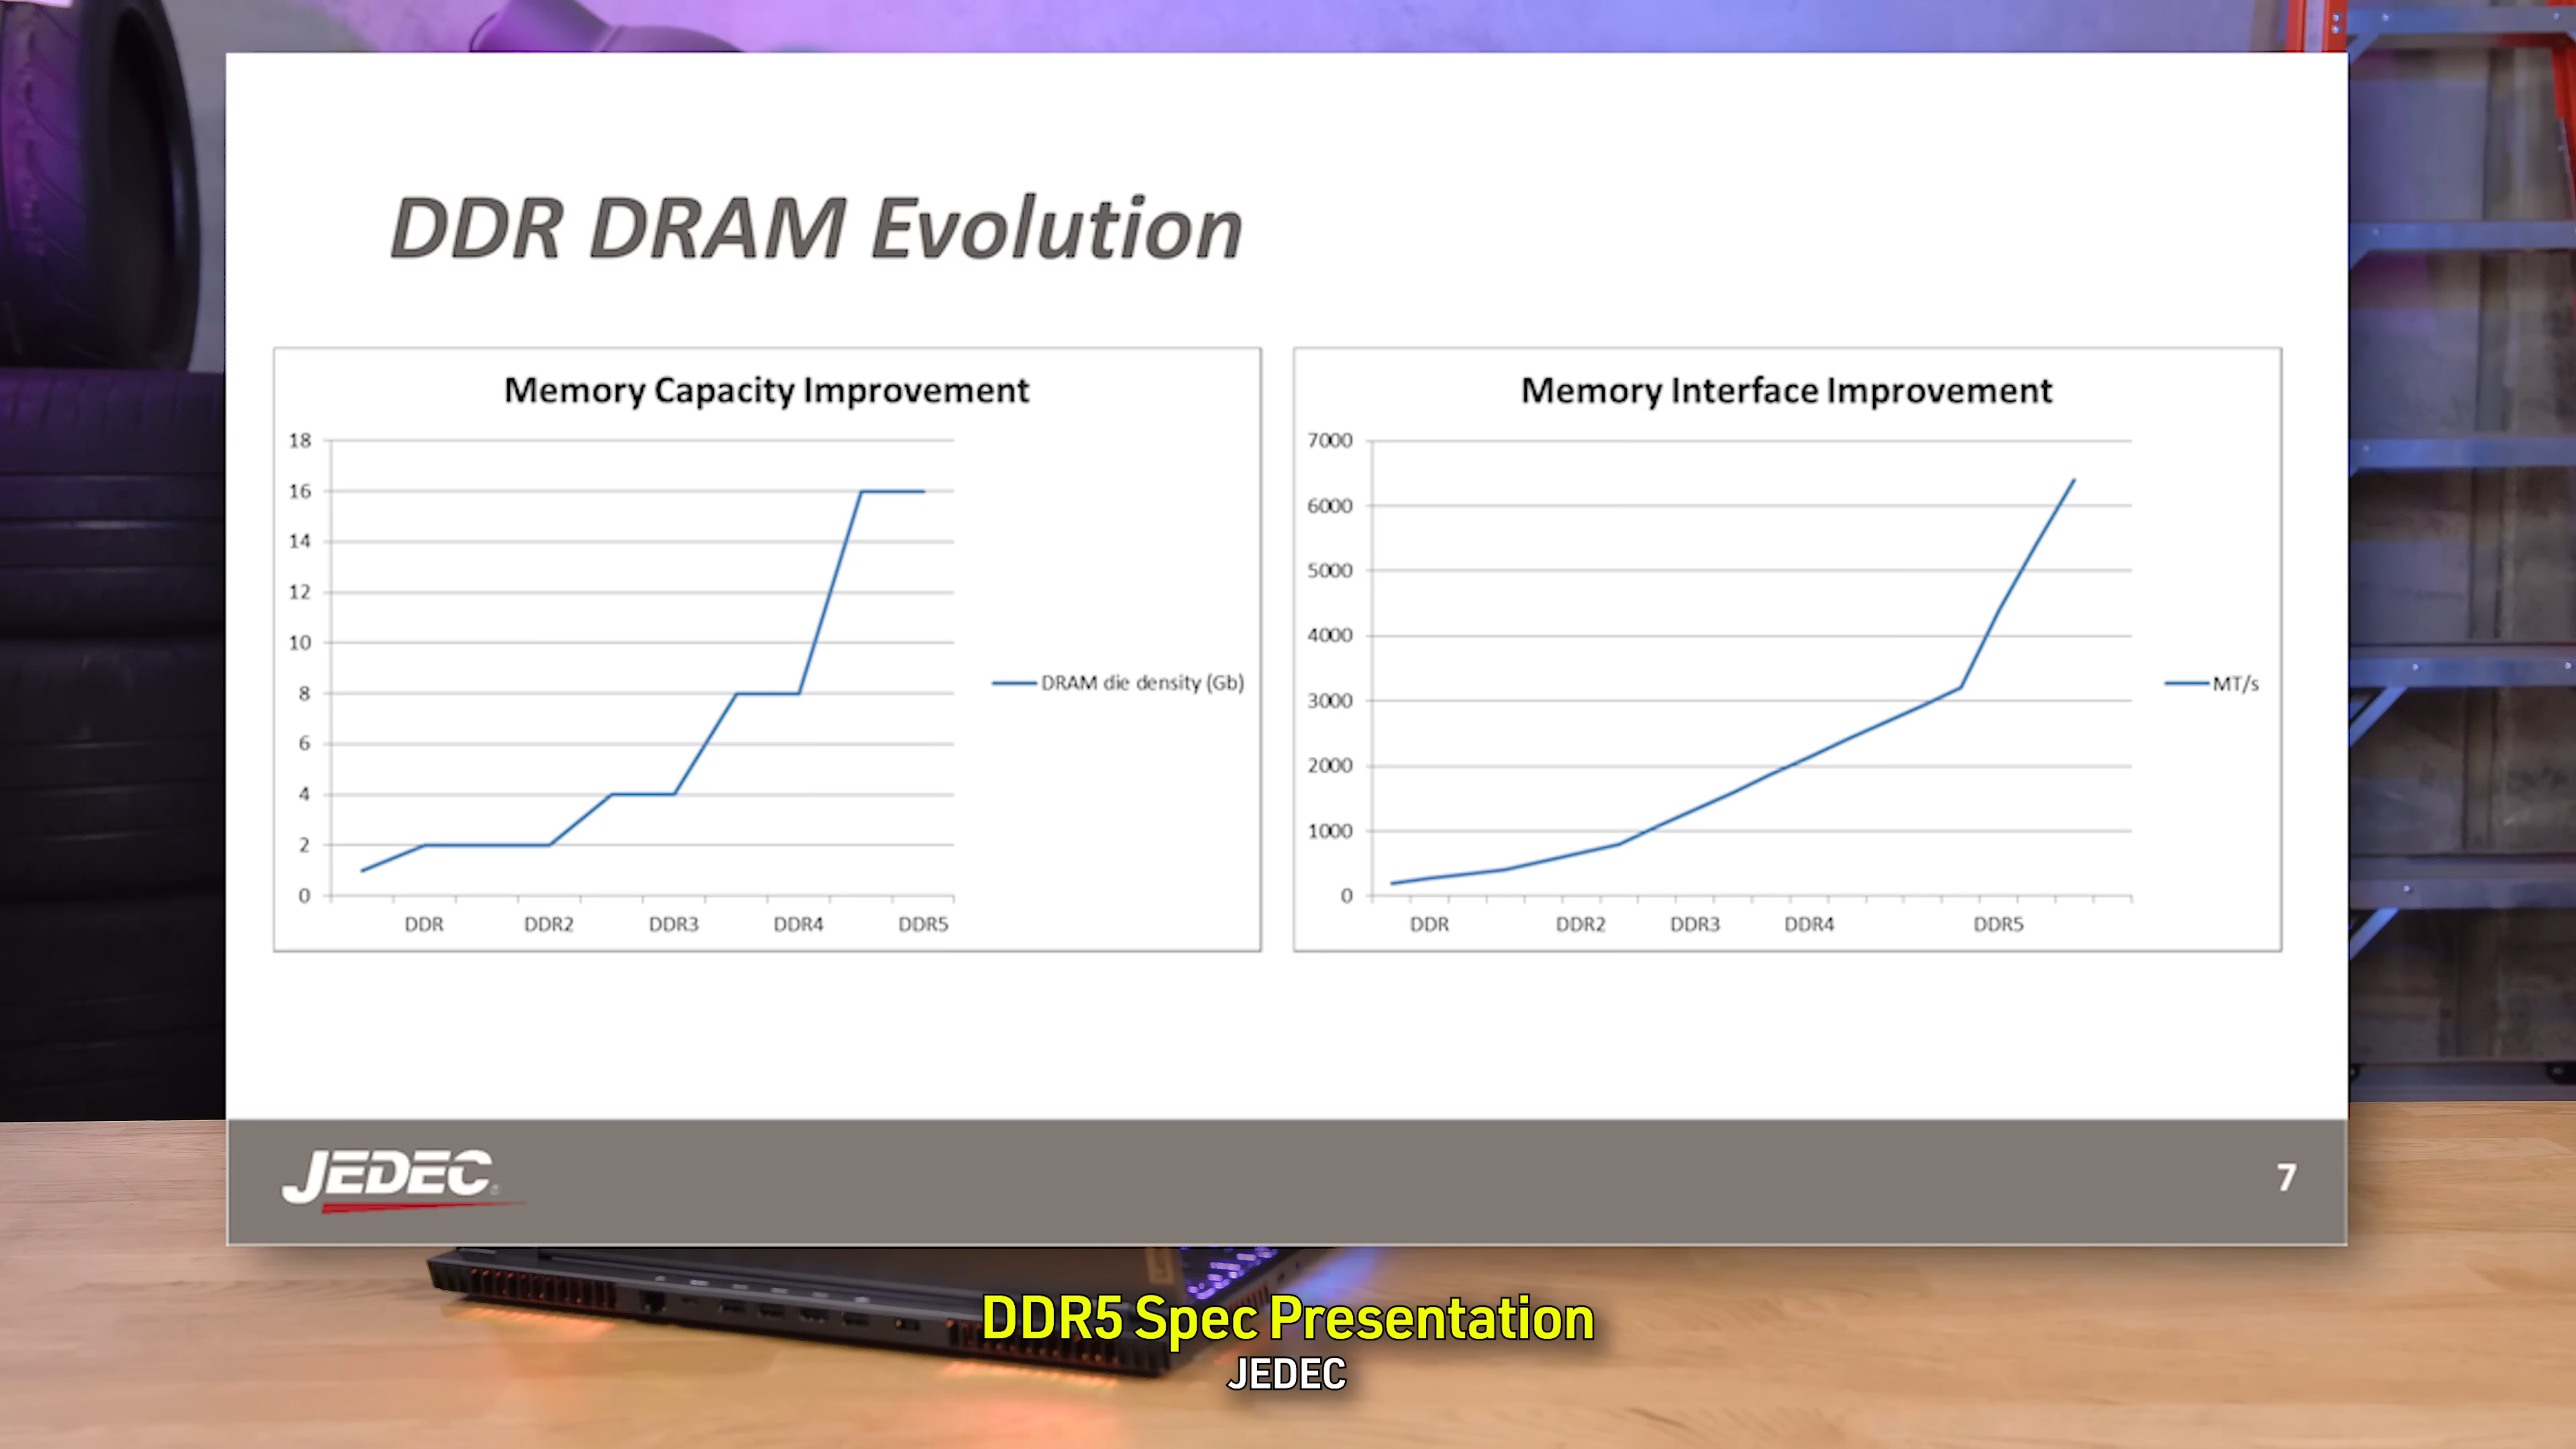 DDR DRAM Evolution
Memory Capacity Improvement
18
16
14
12
10
8
6
4
2
0
DDR DDR2 DDR3 DDR4 DDR5
DRAM die density (Gb)
Memory Interface Improvement
7000
6000
5000
4000
3000
2000
1000
0
DDR DDR2 DDR3 DDR4 DDR5
MT/s
JEDEC
7
DDR5 Spec Presentation
JEDEC